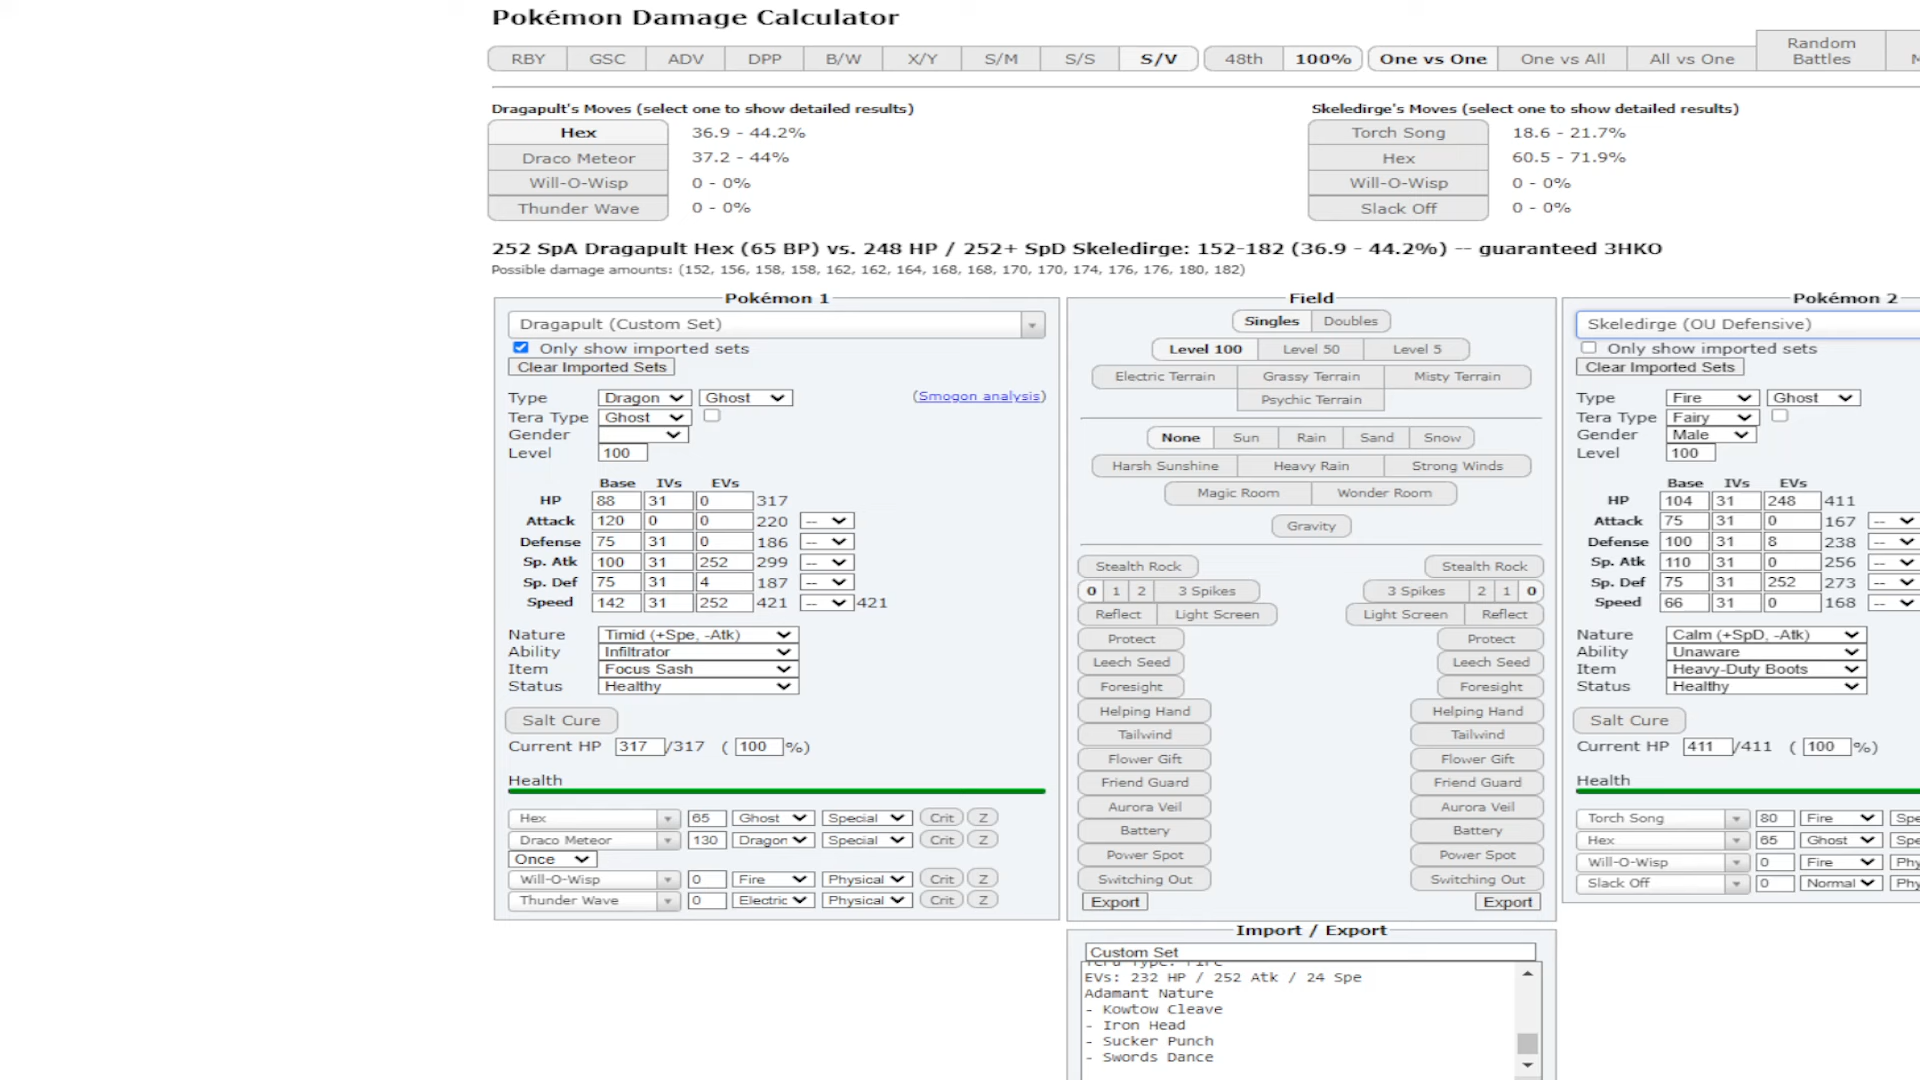 Pokémon Damage Calculator
RBY GSC ADV DPP B/W X/Y S/M S/S S/V 48th 100% One vs One One vs All All vs One Random Battles
Dragapult's Moves (select one to show detailed results) Skeledirge's Moves (select one to show detailed results)
Hex 36.9 - 44.2% Torch Song 18.6 - 21.7%
Draco Meteor 37.2 - 44% Hex 60.5 - 71.9%
Will-O-Wisp 0 - 0% Will-O-Wisp 0 - 0%
Thunder Wave 0 - 0% Slack Off 0 - 0%
252 SpA Dragapult Hex (65 BP) vs. 248 HP / 252+ SpD Skeledirge: 152-182 (36.9 - 44.2%) -- guaranteed 3HKO
Possible damage amounts: (152, 156, 158, 158, 162, 162, 164, 168, 168, 170, 170, 174, 176, 176, 180, 182)
Pokémon 1
Dragapult (Custom Set)
Only show imported sets
Clear Imported Sets
Type Dragon Ghost (Smogon analysis)
Tera Type Ghost
Gender
Level 100
Base IVs EVs
HP 88 31 0 317
Attack 120 0 0 220 --
Defense 75 31 0 186 --
Sp. Atk 100 31 252 299 --
Sp. Def 75 31 4 187 --
Speed 142 31 252 421 -- 421
Nature Timid (+Spe, -Atk)
Ability Infiltrator
Item Focus Sash
Status Healthy
Salt Cure
Current HP 317/317 ( 100 %)
Health
Hex 65 Ghost Special Crit Z
Draco Meteor 130 Dragon Special Crit Z
Once
Will-O-Wisp 0 Fire Physical Crit Z
Thunder Wave 0 Electric Physical Crit Z
Field
Singles Doubles
Level 100 Level 50 Level 5
Electric Terrain Grassy Terrain Misty Terrain
Psychic Terrain
None Sun Rain Sand Snow
Harsh Sunshine Heavy Rain Strong Winds
Magic Room Wonder Room
Gravity
Stealth Rock Stealth Rock
0 1 2 3 Spikes 3 Spikes 2 1 0
Reflect Light Screen Light Screen Reflect
Protect Protect
Leech Seed Leech Seed
Foresight Foresight
Helping Hand Helping Hand
Tailwind Tailwind
Flower Gift Flower Gift
Friend Guard Friend Guard
Aurora Veil Aurora Veil
Battery Battery
Power Spot Power Spot
Switching Out Switching Out
Export Export
Pokémon 2
Skeledirge (OU Defensive)
Only show imported sets
Clear Imported Sets
Type Fire Ghost
Tera Type Fairy
Gender Male
Level 100
Base IVs EVs
HP 104 31 248 411
Attack 75 31 0 167 --
Defense 100 31 8 238 --
Sp. Atk 110 31 0 256 --
Sp. Def 75 31 252 273 --
Speed 66 31 0 168 --
Nature Calm (+SpD, -Atk)
Ability Unaware
Item Heavy-Duty Boots
Status Healthy
Salt Cure
Current HP 411/411 ( 100 %)
Health
Torch Song 80 Fire Spe
Hex 65 Ghost Spe
Will-O-Wisp 0 Fire Phy
Slack Off 0 Normal Phy
Import / Export
Custom Set
EVs: 232 HP / 252 Atk / 24 Spe
Adamant Nature
- Kowtow Cleave
- Iron Head
- Sucker Punch
- Swords Dance